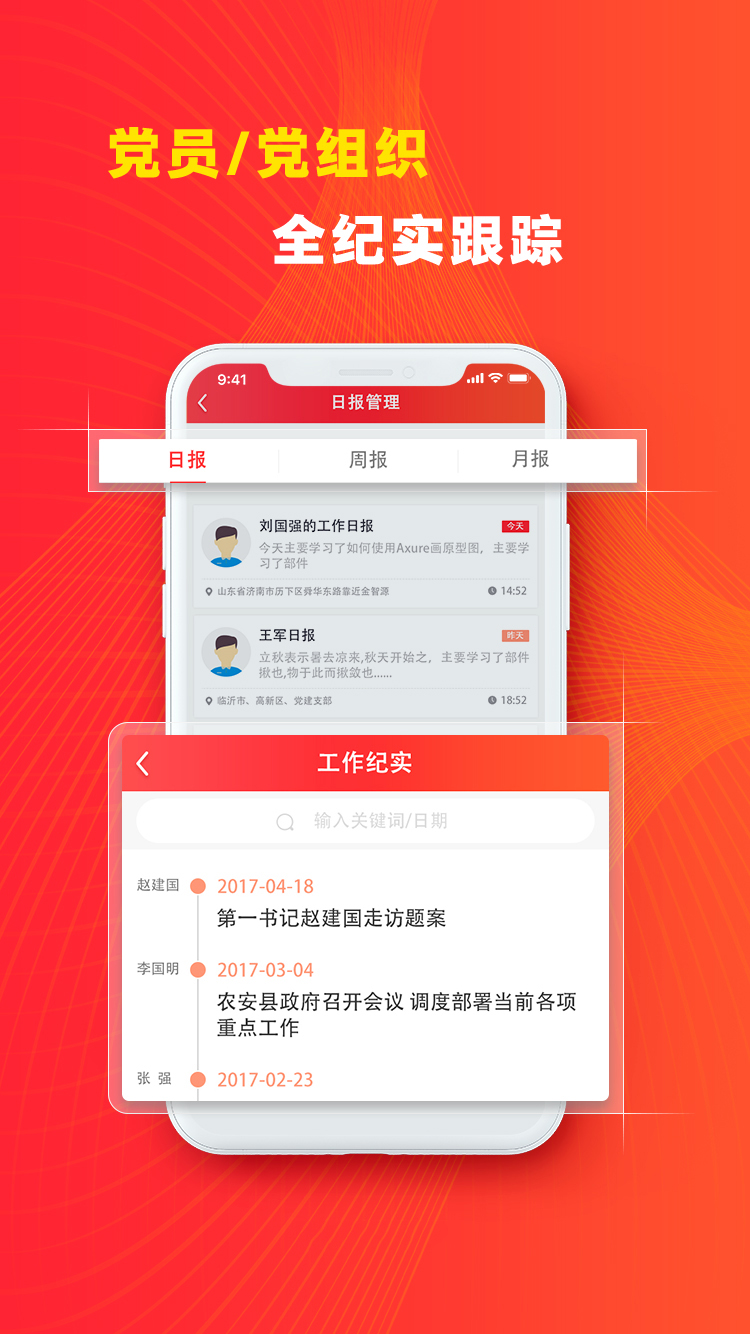 党员/党组织
全纪实跟踪
9:41
日报管理
日报 周报 月报
刘国强的工作日报 今天
今天主要学习了如何使用Axure画原型图，主要学
习了部件
山东省济南市历下区舜华东路靠近金智源 14:52
王军日报 昨天
立秋表示暑去凉来,秋天开始之，主要学习了部件
揪也,物于此而揪敛也......
临沂市、高新区、党建支部 18:52
工作纪实
输入关键词/日期
赵建国 2017-04-18
第一书记赵建国走访题案
李国明 2017-03-04
农安县政府召开会议 调度部署当前各项
重点工作
张 强 2017-02-23